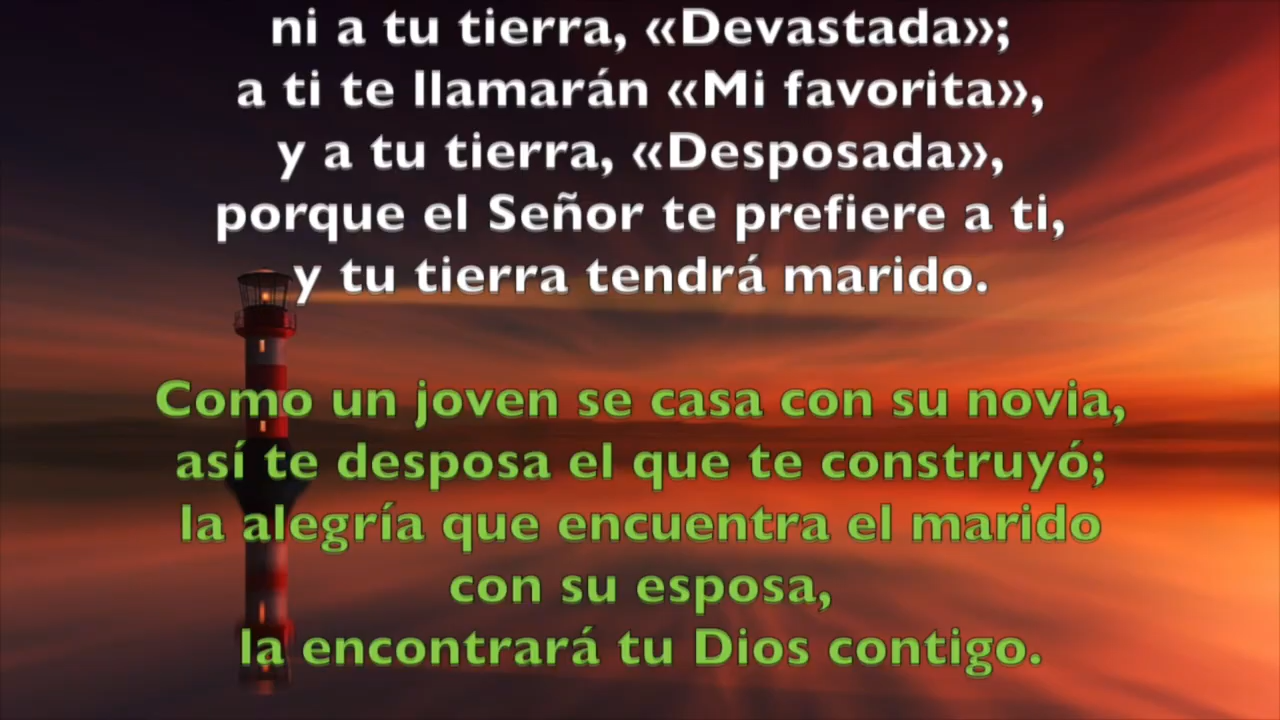 ni a tu tierra, «Devastada»;
a ti te llamarán «Mi favorita»,
y a tu tierra, «Desposada»,
porque el Señor te prefiere a ti,
y tu tierra tendrá marido.
Como un joven se casa con su novia,
así te desposa el que te construyó;
la alegría que encuentra el marido
con su esposa,
la encontrará tu Dios contigo.